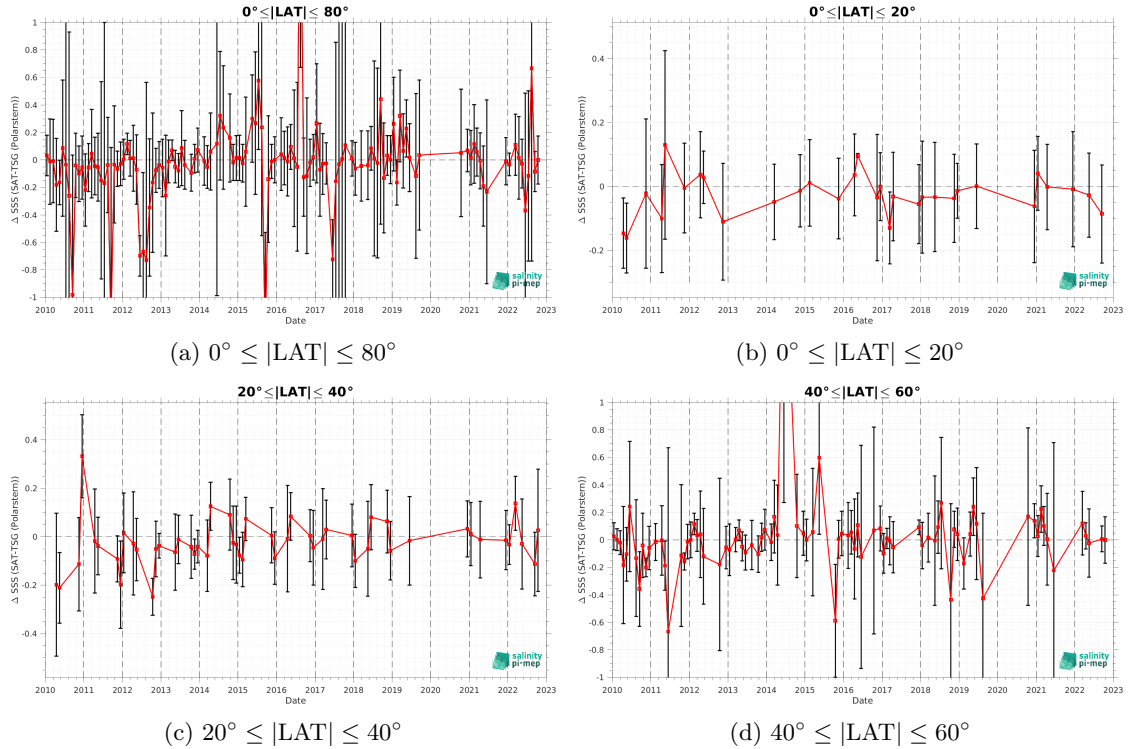 0°≤|LAT|≤ 80°
Δ SSS (SAT-TSG (Polarstern))
1
0.8
0.6
0.4
0.2
0
-0.2
-0.4
-0.6
-0.8
-1
2010 2011 2012 2013 2014 2015 2016 2017 2018 2019 2020 2021 2022 2023
Date
salinity
pi-mep
(a) 0° ≤ |LAT| ≤ 80°
0°≤|LAT|≤ 20°
Δ SSS (SAT-TSG (Polarstern))
0.4
0.2
0
-0.2
2010 2011 2012 2013 2014 2015 2016 2017 2018 2019 2020 2021 2022 2023
Date
salinity
pi-mep
(b) 0° ≤ |LAT| ≤ 20°
20°≤|LAT|≤ 40°
Δ SSS (SAT-TSG (Polarstern))
0.4
0.2
0
-0.2
-0.4
2010 2011 2012 2013 2014 2015 2016 2017 2018 2019 2020 2021 2022 2023
Date
salinity
pi-mep
(c) 20° ≤ |LAT| ≤ 40°
40°≤|LAT|≤ 60°
Δ SSS (SAT-TSG (Polarstern))
1
0.8
0.6
0.4
0.2
0
-0.2
-0.4
-0.6
-0.8
-1
2010 2011 2012 2013 2014 2015 2016 2017 2018 2019 2020 2021 2022 2023
Date
salinity
pi-mep
(d) 40° ≤ |LAT| ≤ 60°